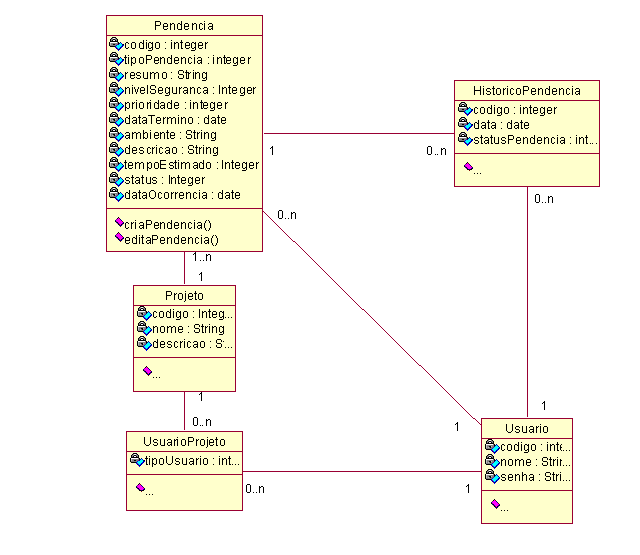 Pendencia
codigo : integer
tipoPendencia : integer
resumo : String
nivelSeguranca : Integer
prioridade : integer
dataTermino : date
ambiente : String
descricao : String
tempoEstimado : Integer
status : Integer
dataOcorrencia : date
criaPendencia()
editaPendencia()
HistoricoPendencia
codigo : integer
data : date
statusPendencia : int...
...
1
0..n
0..n
0..n
1..n
1
Projeto
codigo : Integ...
nome : String
descricao : S...
...
1
0..n
1
1
UsuarioProjeto
tipoUsuario : int...
...
0..n
1
Usuario
codigo : inte...
nome : Strin...
senha : Stri...
...